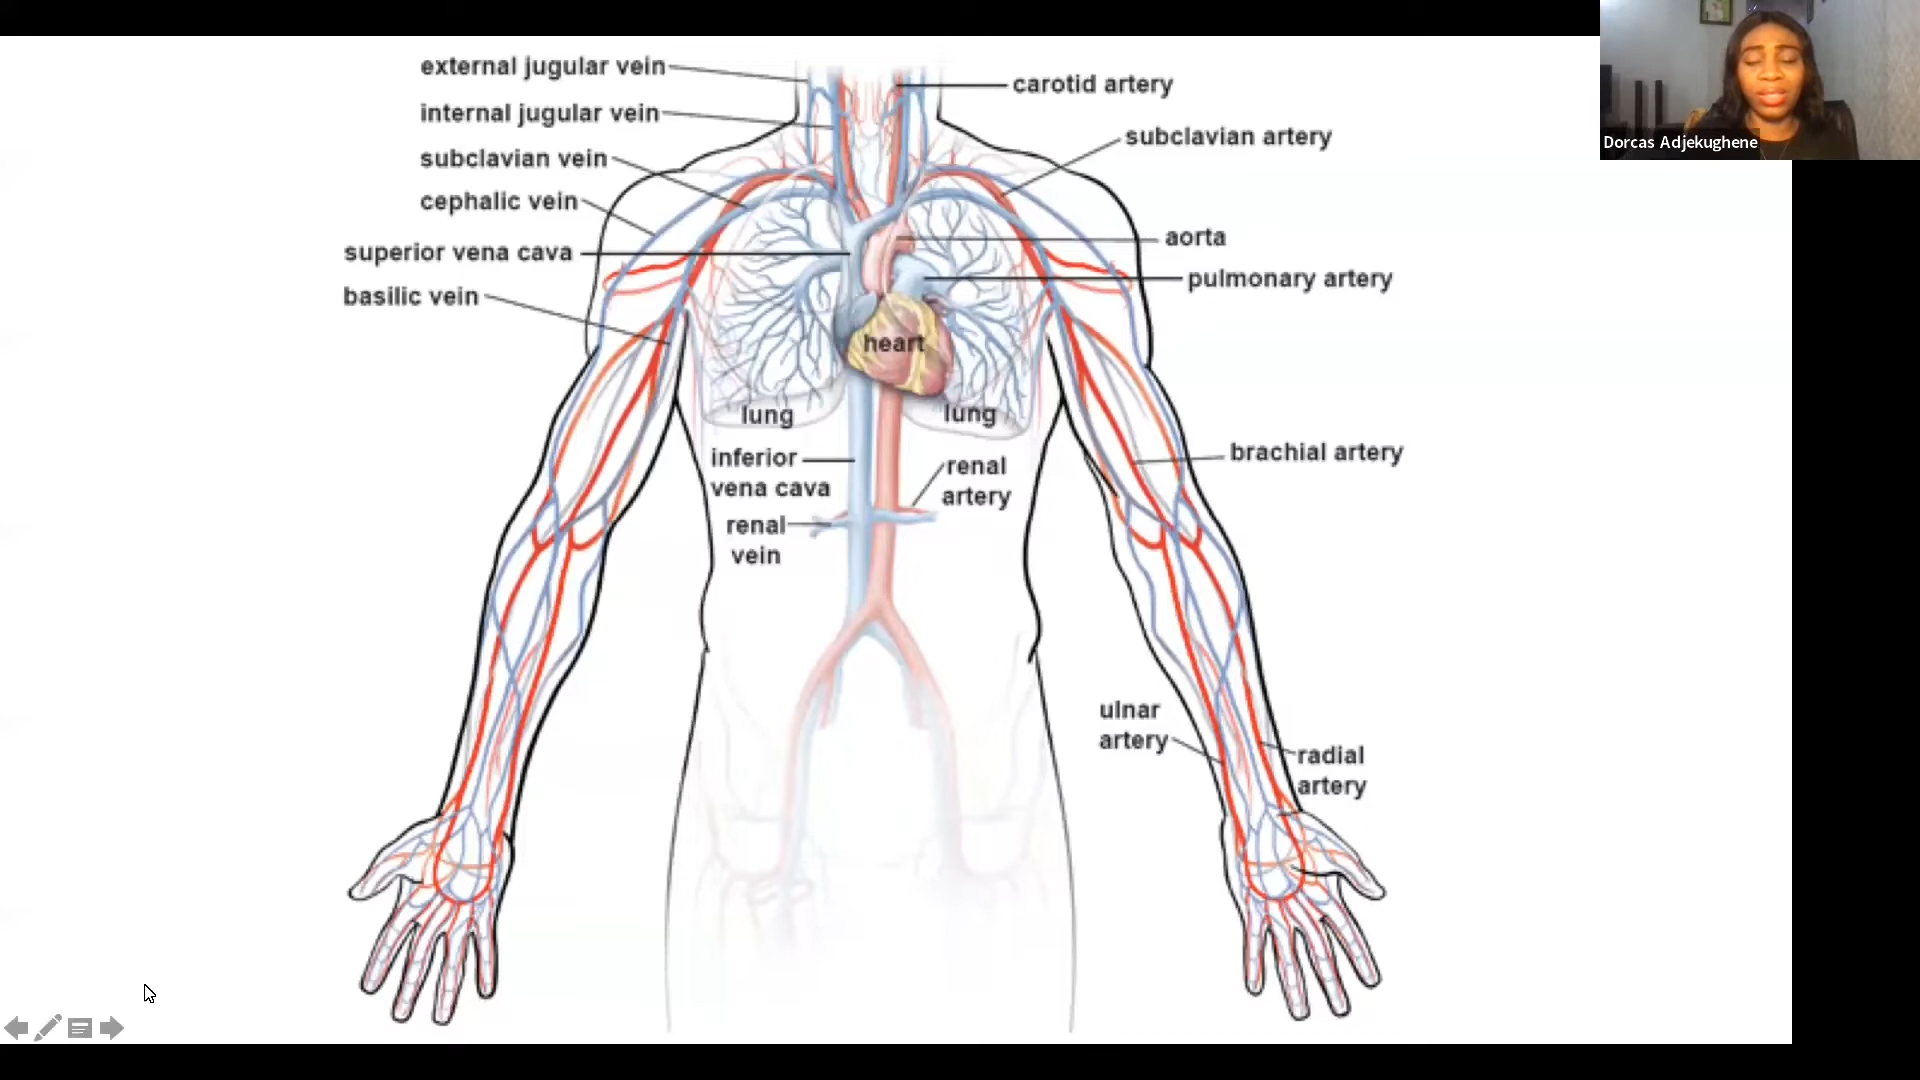 external jugular vein
internal jugular vein
subclavian vein
cephalic vein
superior vena cava
basilic vein
carotid artery
subclavian artery
aorta
pulmonary artery
heart
lung
lung
inferior
vena cava
renal
artery
renal
vein
brachial artery
ulnar
artery
radial
artery
Dorcas Adjekughene